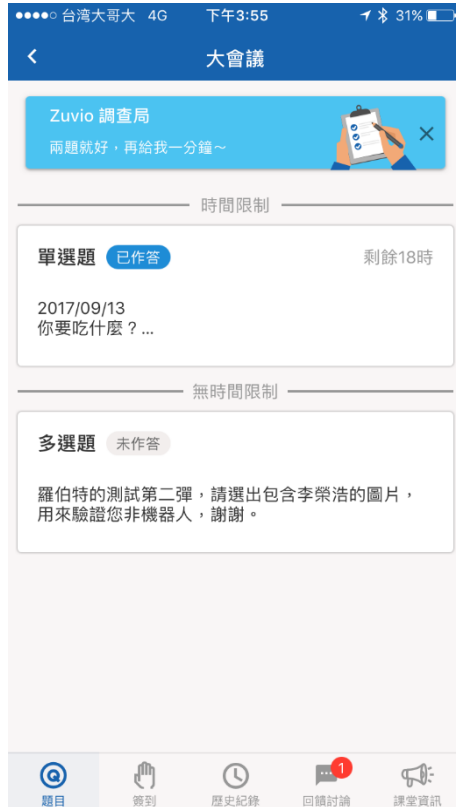 台湾大哥大 4G 下午3:55 31%
大會議
Zuvio 調查局
兩題就好，再給我一分鐘～
時間限制
單選題 已作答 剩餘18時
2017/09/13
你要吃什麼？...
無時間限制
多選題 未作答
羅伯特的測試第二彈，請選出包含李榮浩的圖片，
用來驗證您非機器人，謝謝。
1
題目 簽到 歷史紀錄 回饋討論 課堂資訊